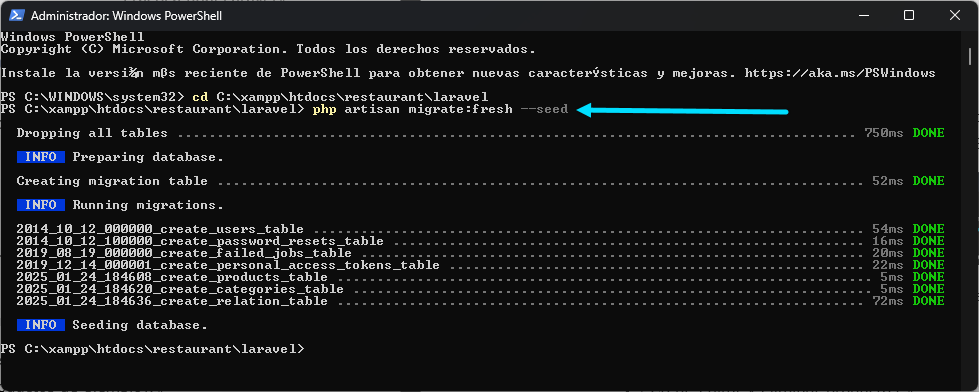 Administrador: Windows PowerShell
Windows PowerShell
Copyright (C) Microsoft Corporation. Todos los derechos reservados.
Instale la versi¾n mßs reciente de PowerShell para obtener nuevas caracterÝsticas y mejoras. https://aka.ms/PSWindows
PS C:\WINDOWS\system32> cd C:\xampp\htdocs\restaurant\laravel
PS C:\xampp\htdocs\restaurant\laravel> php artisan migrate:fresh --seed
Dropping all tables ........................................................................................ 750ms DONE
INFO Preparing database.
Creating migration table .................................................................................... 52ms DONE
INFO Running migrations.
2014_10_12_000000_create_users_table ........................................................................ 54ms DONE
2014_10_12_100000_create_password_resets_table .............................................................. 16ms DONE
2019_08_19_000000_create_failed_jobs_table .................................................................. 20ms DONE
2019_12_14_000001_create_personal_access_tokens_table ....................................................... 22ms DONE
2025_01_24_184608_create_products_table ...................................................................... 5ms DONE
2025_01_24_184620_create_categories_table .................................................................... 5ms DONE
2025_01_24_184636_create_relation_table ..................................................................... 72ms DONE
INFO Seeding database.
PS C:\xampp\htdocs\restaurant\laravel>